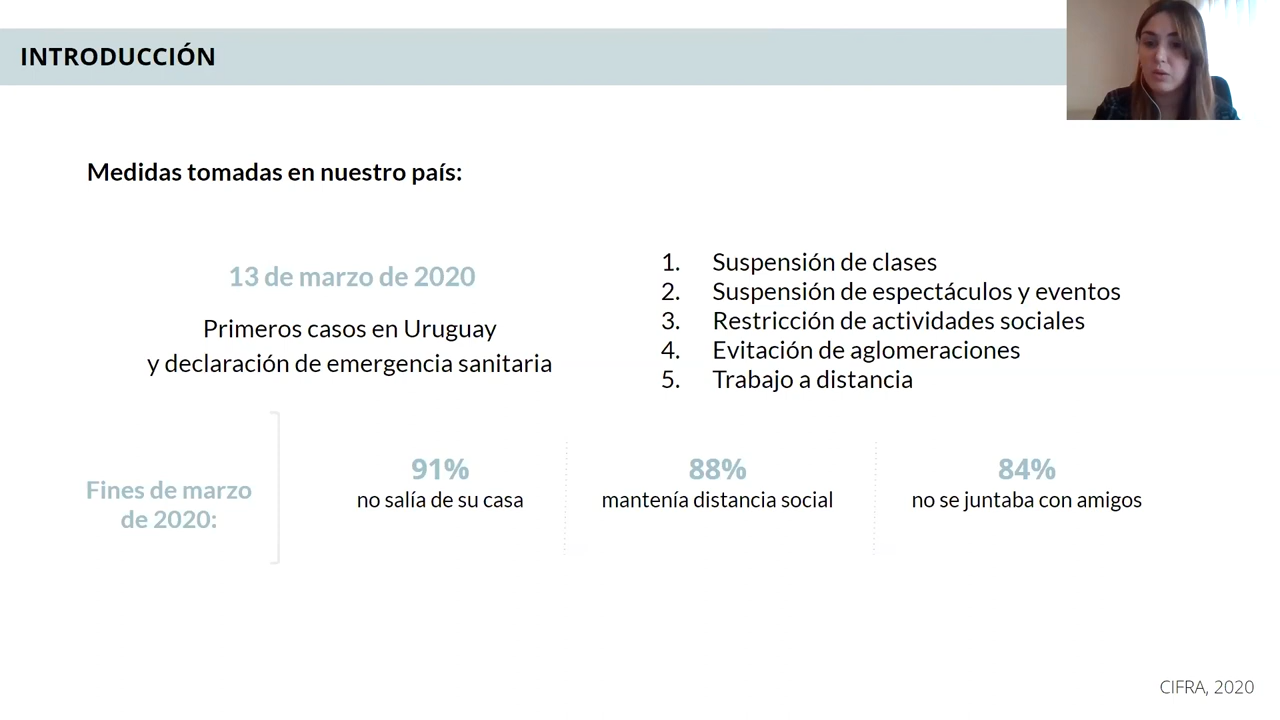 INTRODUCCIÓN
Medidas tomadas en nuestro país:
13 de marzo de 2020
Primeros casos en Uruguay
y declaración de emergencia sanitaria
1. Suspensión de clases
2. Suspensión de espectáculos y eventos
3. Restricción de actividades sociales
4. Evitación de aglomeraciones
5. Trabajo a distancia
Fines de marzo
de 2020:
91%
no salía de su casa
88%
mantenía distancia social
84%
no se juntaba con amigos
CIFRA, 2020